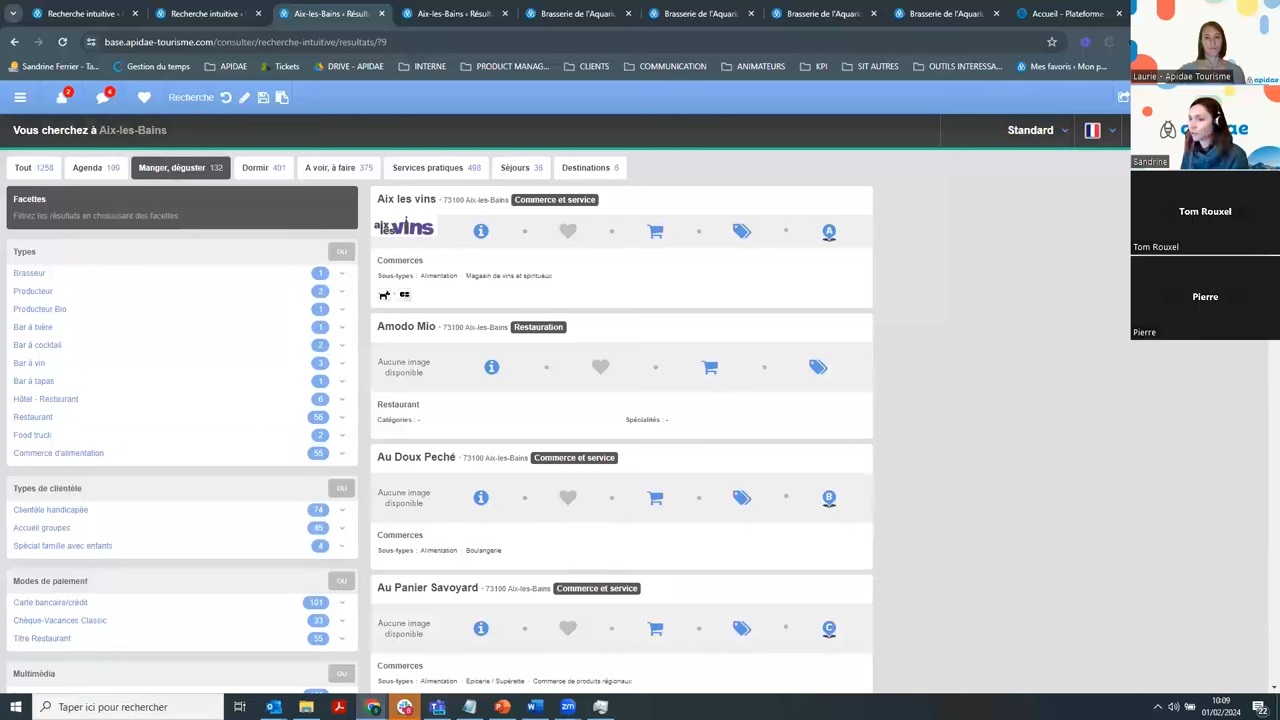 Recherche intuitive •
Recherche intuitive •
Aix-les-Bains - Résult
Aix-les-Bains - Résult
Brasserie de l'Aquari
Brasserie de l'Aquari
Brasserie de l'Aquari
Brasserie de l'Aquari
Accueil - Plateforme
base.apidae-tourisme.com/consulter/recherche-intuitive/resultats/?9
Sandrine Ferrier - Ta...
Gestion du temps
APIDAE
Tickets
DRIVE - APIDAE
PRODUCT MANAG...
CLIENTS
COMMUNICATION
ANIMATEURS
KPI
SIT AUTRES
OUTILS INTERESSA...
Mes favoris ‹ Mon p...
2
4
Recherche
Vous cherchez à Aix-les-Bains
Standard
Tout 1258
Agenda 109
Manger, déguster 132
Dormir 401
A voir, à faire 375
Services pratiques 498
Séjours 36
Destinations 6
Facettes
Filtrez les résultats en choisissant des facettes
Types OU
Brasseur 1
Producteur 2
Producteur Bio 1
Bar à bière 1
Bar à cocktail 2
Bar à vin 3
Bar à tapas 1
Hôtel - Restaurant 6
Restaurant 56
Food truck 2
Commerce d'alimentation 55
Types de clientèle OU
Clientèle handicapée 74
Accueil groupes 45
Spécial famille avec enfants 4
Modes de paiement OU
Carte bancaire/crédit 101
Chèque-Vacances Classic 33
Titre Restaurant 55
Multimédia OU
Aix les vins • 73100 Aix-les-Bains Commerce et service
aix
les vins
A
Commerces
Sous-types : Alimentation - Magasin de vins et spiritueux
Amodo Mio • 73100 Aix-les-Bains Restauration
Aucune image
disponible
Restaurant
Catégories : - Spécialités : -
Au Doux Peché • 73100 Aix-les-Bains Commerce et service
Aucune image
disponible
B
Commerces
Sous-types : Alimentation - Boulangerie
Au Panier Savoyard • 73100 Aix-les-Bains Commerce et service
Aucune image
disponible
C
Commerces
Sous-types : Alimentation - Epicerie / Supérette - Commerce de produits régionaux
Laurie - Apidae Tourisme
apidae
Sandrine
Tom Rouxel
Tom Rouxel
Pierre
Pierre
Taper ici pour rechercher
10:09
01/02/2024
22